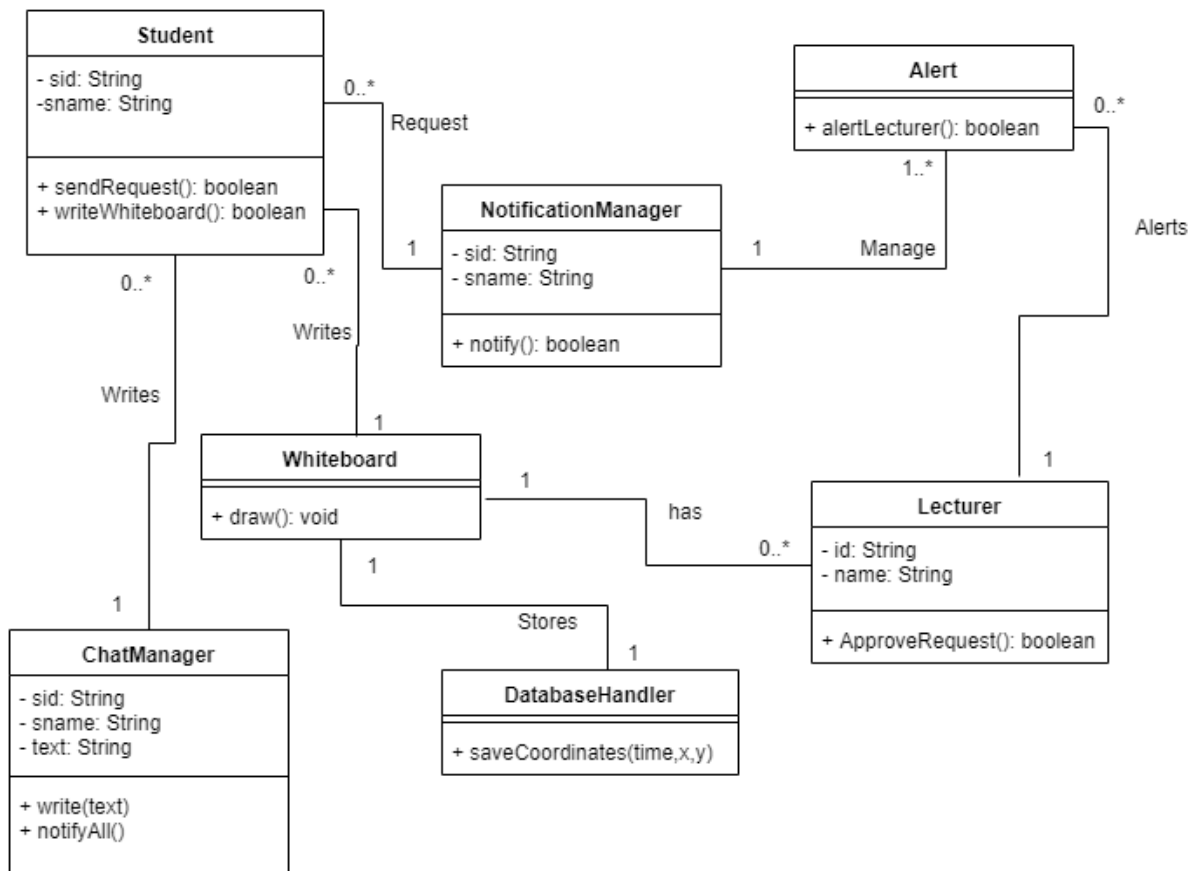 Student
- sid: String
-sname: String
+ sendRequest(): boolean
+ writeWhiteboard(): boolean
0..*
Request
1
0..*
Writes
1
0..*
Writes
1
NotificationManager
- sid: String
- sname: String
+ notify(): boolean
1
Manage
1..*
Alert
+ alertLecturer(): boolean
0..*
Alerts
1
Whiteboard
+ draw(): void
1
has
0..*
Lecturer
- id: String
- name: String
+ ApproveRequest(): boolean
1
Stores
1
ChatManager
- sid: String
- sname: String
- text: String
+ write(text)
+ notifyAll()
DatabaseHandler
+ saveCoordinates(time,x,y)